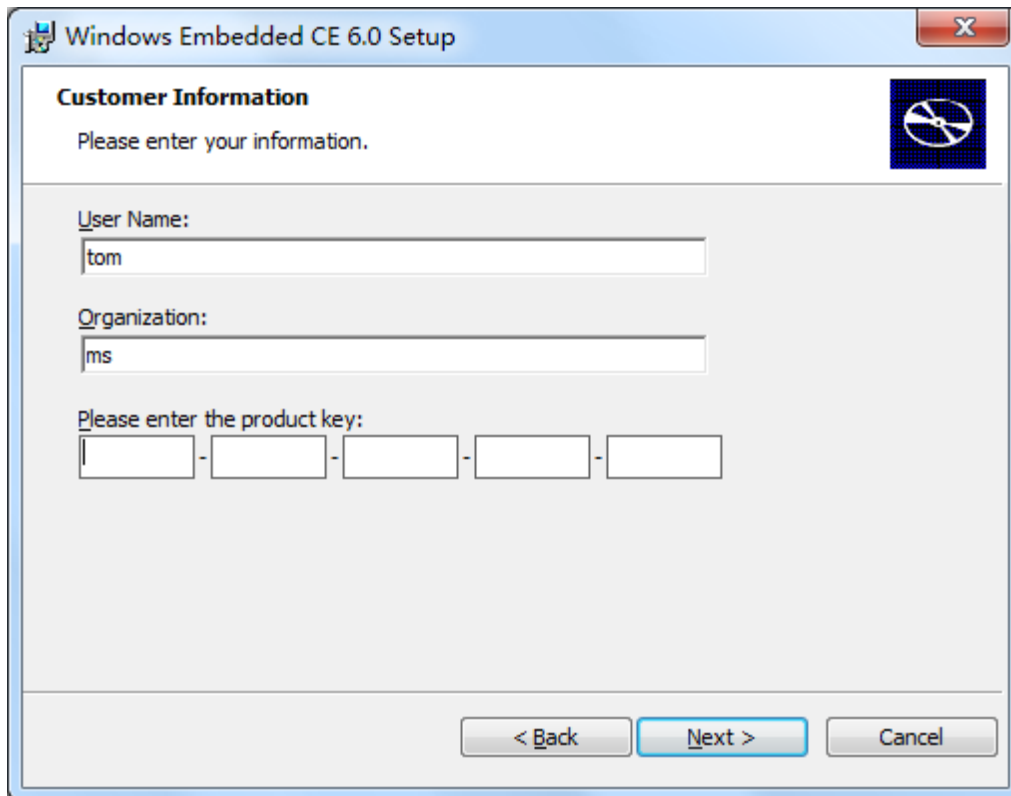 Windows Embedded CE 6.0 Setup
Customer Information
Please enter your information.
User Name:
tom
Organization:
ms
Please enter the product key:
- - - -
< Back Next > Cancel